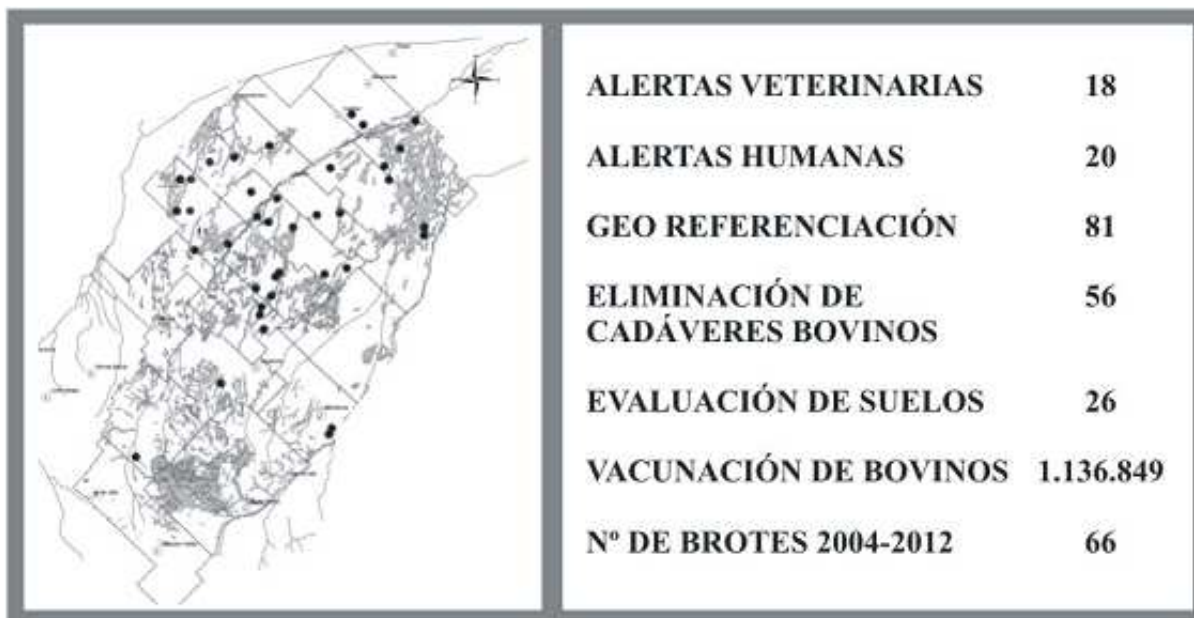 ALERTAS VETERINARIAS 18
ALERTAS HUMANAS 20
GEO REFERENCIACIÓN 81
ELIMINACIÓN DE 56
CADÁVERES BOVINOS
EVALUACIÓN DE SUELOS 26
VACUNACIÓN DE BOVINOS 1.136.849
Nº DE BROTES 2004-2012 66